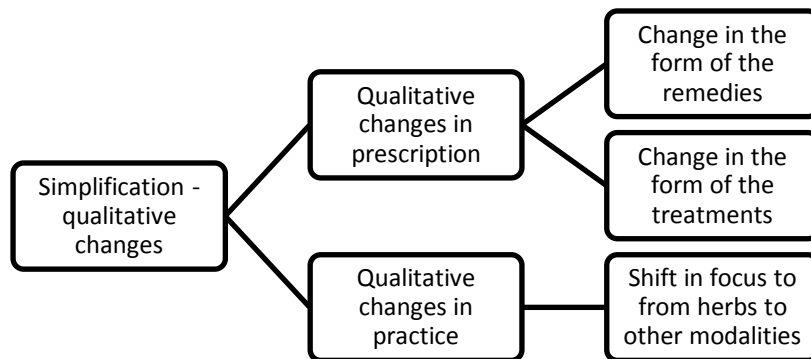 Simplification -
qualitative
changes
Qualitative
changes in
prescription
Change in the
form of the
remedies
Change in the
form of the
treatments
Qualitative
changes in
practice
Shift in focus to
from herbs to
other modalities